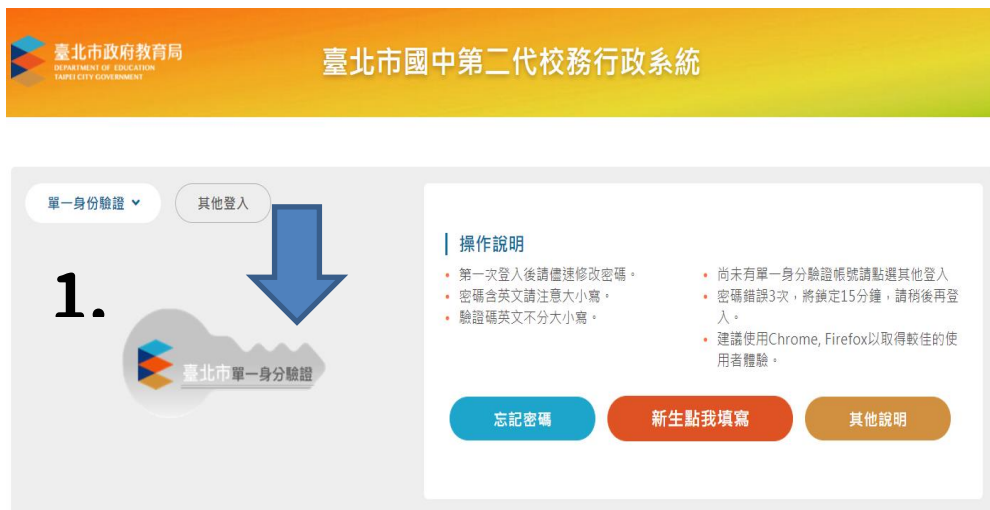 臺北市政府教育局
DEPARTMENT OF EDUCATION
TAIPEI CITY GOVERNMENT
臺北市國中第二代校務行政系統
單一身份驗證
其他登入
1.
臺北市單一身分驗證
操作說明
• 第一次登入後請儘速修改密碼。
• 密碼含英文請注意大小寫。
• 驗證碼英文不分大小寫。
• 尚未有單一身分驗證帳號請點選其他登入
• 密碼錯誤3次，將鎖定15分鐘，請稍後再登
入。
• 建議使用Chrome, Firefox以取得較佳的使
用者體驗。
忘記密碼
新生點我填寫
其他說明